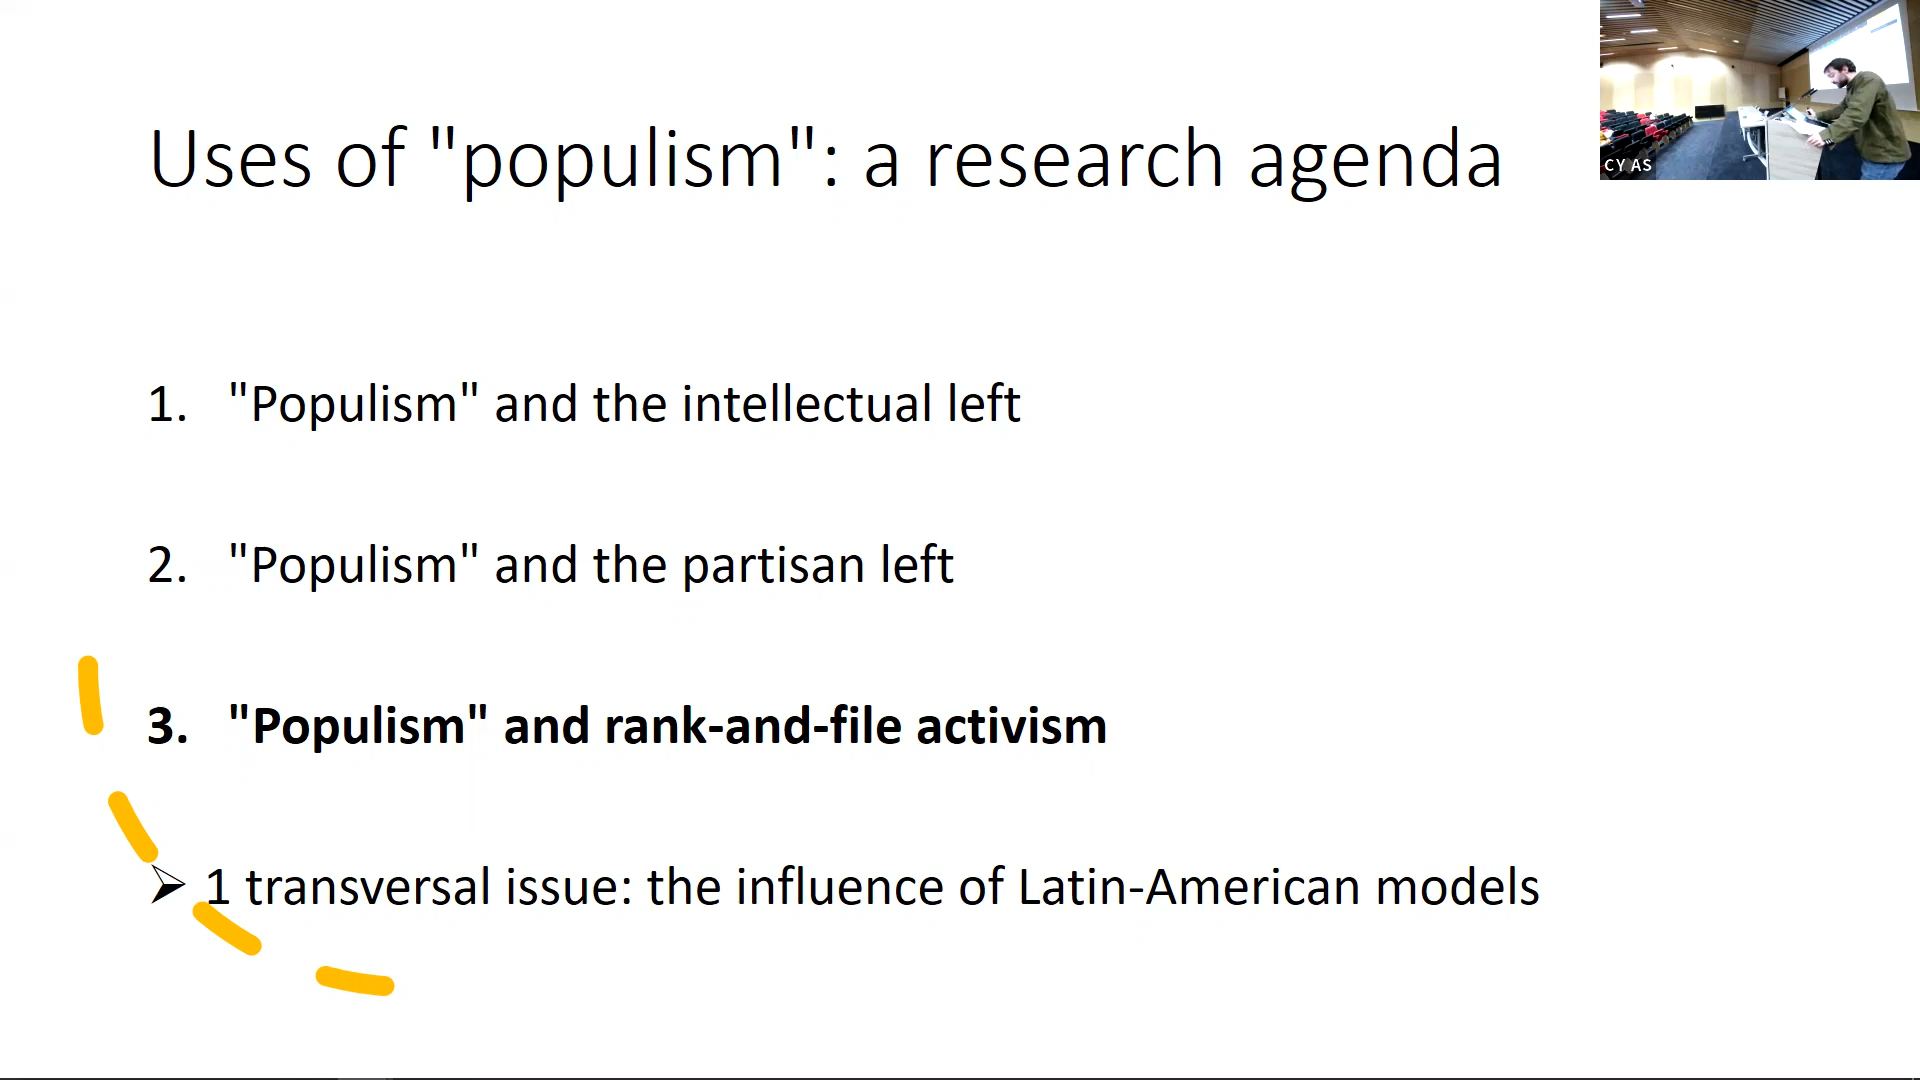 Uses of "populism": a research agenda
CY AS
1. "Populism" and the intellectual left
2. "Populism" and the partisan left
3. "Populism" and rank-and-file activism
➢ 1 transversal issue: the influence of Latin-American models